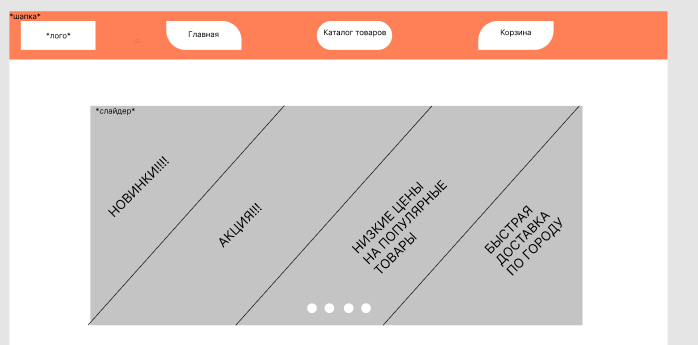 *шапка*
*лого*
Главная
Каталог товаров
Корзина
*слайдер*
НОВИНКИ!!!!
АКЦИЯ!!!
НИЗКИЕ ЦЕНЫ
НА ПОПУЛЯРНЫЕ
ТОВАРЫ
БЫСТРАЯ
ДОСТАВКА
ПО ГОРОДУ